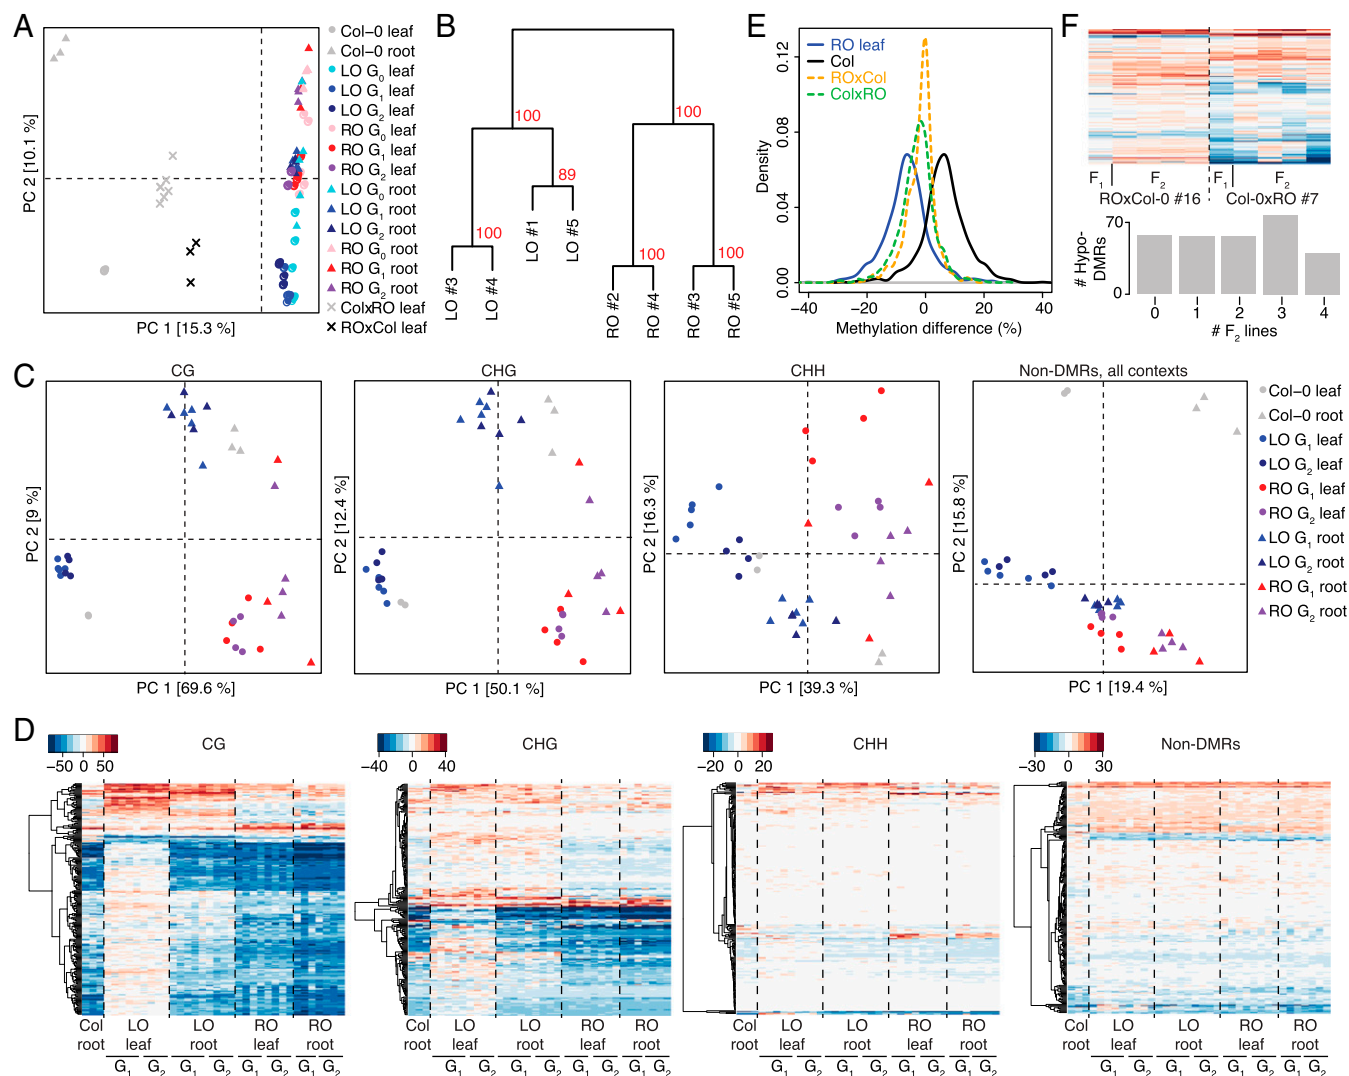 A
PC 2 [10.1 %]
PC 1 [15.3 %]
Col–0 leaf
Col–0 root
LO G0 leaf
LO G1 leaf
LO G2 leaf
RO G0 leaf
RO G1 leaf
RO G2 leaf
LO G0 root
LO G1 root
LO G2 root
RO G0 root
RO G1 root
RO G2 root
ColxRO leaf
ROxCol leaf
B
100
100
89
100
100
100
LO #3
LO #4
LO #1
LO #5
RO #2
RO #4
RO #3
RO #5
E
RO leaf
Col
ROxCol
ColxRO
Density
0.00
0.04
0.08
0.12
−40
−20
0
20
40
Methylation difference (%)
F
F1
F2
F1
F2
ROxCol-0 #16
Col-0xRO #7
# Hypo-
DMRs
70
0
0
1
2
3
4
# F2 lines
C
CG
PC 2 [9 %]
PC 1 [69.6 %]
CHG
PC 2 [12.4 %]
PC 1 [50.1 %]
CHH
PC 2 [16.3 %]
PC 1 [39.3 %]
Non-DMRs, all contexts
PC 2 [15.8 %]
PC 1 [19.4 %]
Col–0 leaf
Col–0 root
LO G1 leaf
LO G2 leaf
RO G1 leaf
RO G2 leaf
LO G1 root
LO G2 root
RO G1 root
RO G2 root
D
CG
−50 0 50
Col LO LO RO RO
root leaf root leaf root
G1 G2 G1 G2 G1 G2 G1 G2
CHG
−40 0 40
Col LO LO RO RO
root leaf root leaf root
G1 G2 G1 G2 G1 G2 G1 G2
CHH
−20 0 20
Col LO LO RO RO
root leaf root leaf root
G1 G2 G1 G2 G1 G2 G1 G2
Non-DMRs
−30 0 30
Col LO LO RO RO
root leaf root leaf root
G1 G2 G1 G2 G1 G2 G1 G2